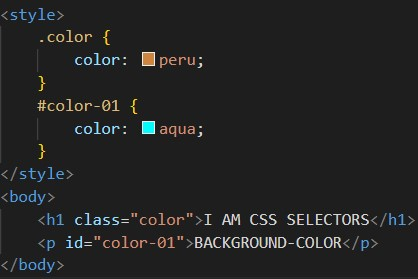 <style>
.color {
color: peru;
}
#color-01 {
color: aqua;
}
</style>
<body>
<h1 class="color">I AM CSS SELECTORS</h1>
<p id="color-01">BACKGROUND-COLOR</p>
</body>